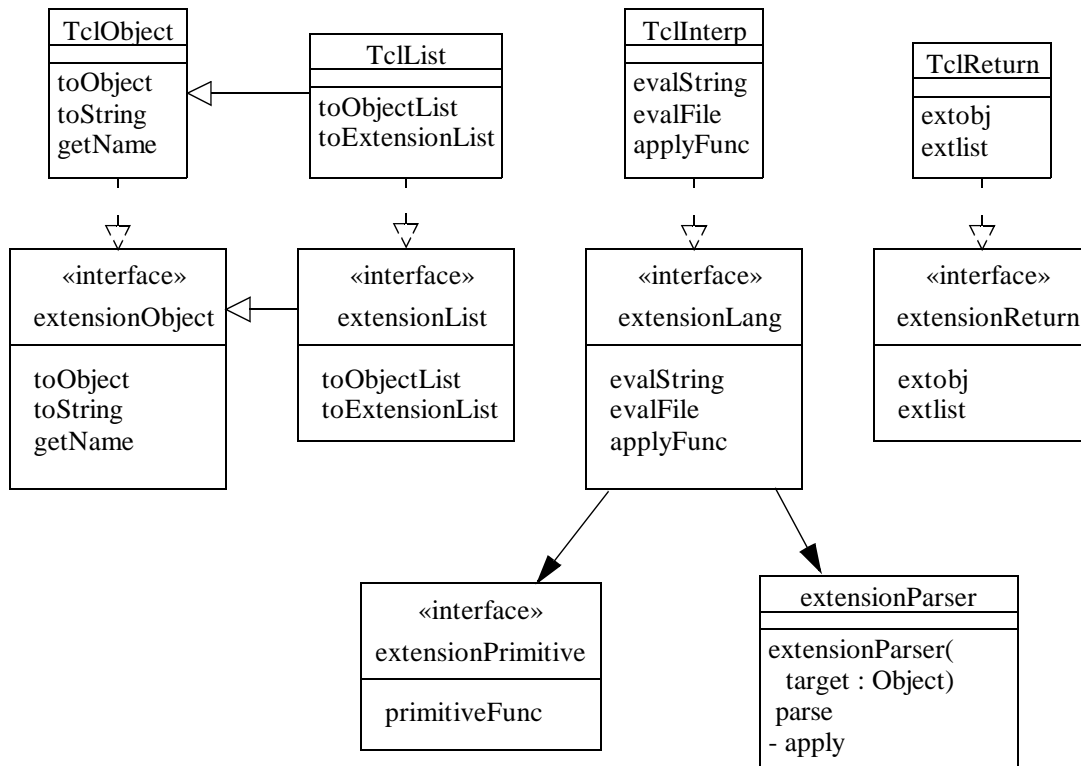 TclObject
toObject
toString
getName
TclList
toObjectList
toExtensionList
TclInterp
evalString
evalFile
applyFunc
TclReturn
extobj
extlist
«interface»
extensionObject
toObject
toString
getName
«interface»
extensionList
toObjectList
toExtensionList
«interface»
extensionLang
evalString
evalFile
applyFunc
«interface»
extensionReturn
extobj
extlist
«interface»
extensionPrimitive
primitiveFunc
extensionParser
extensionParser(
target : Object)
parse
- apply